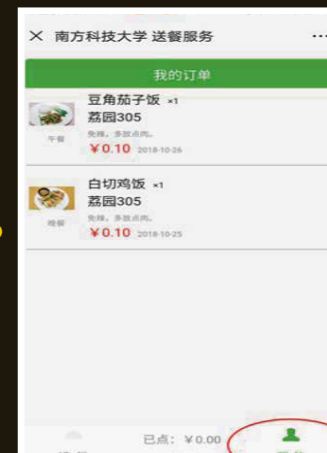 × 南方科技大学 送餐服务 ...
我的订单
豆角茄子饭 ×1
荔园305
午餐
免辣，多放点肉。
￥0.10 2018-10-26
白切鸡饭 ×1
荔园305
晚餐
免辣，多放点肉。
￥0.10 2018-10-25
已点：￥0.00